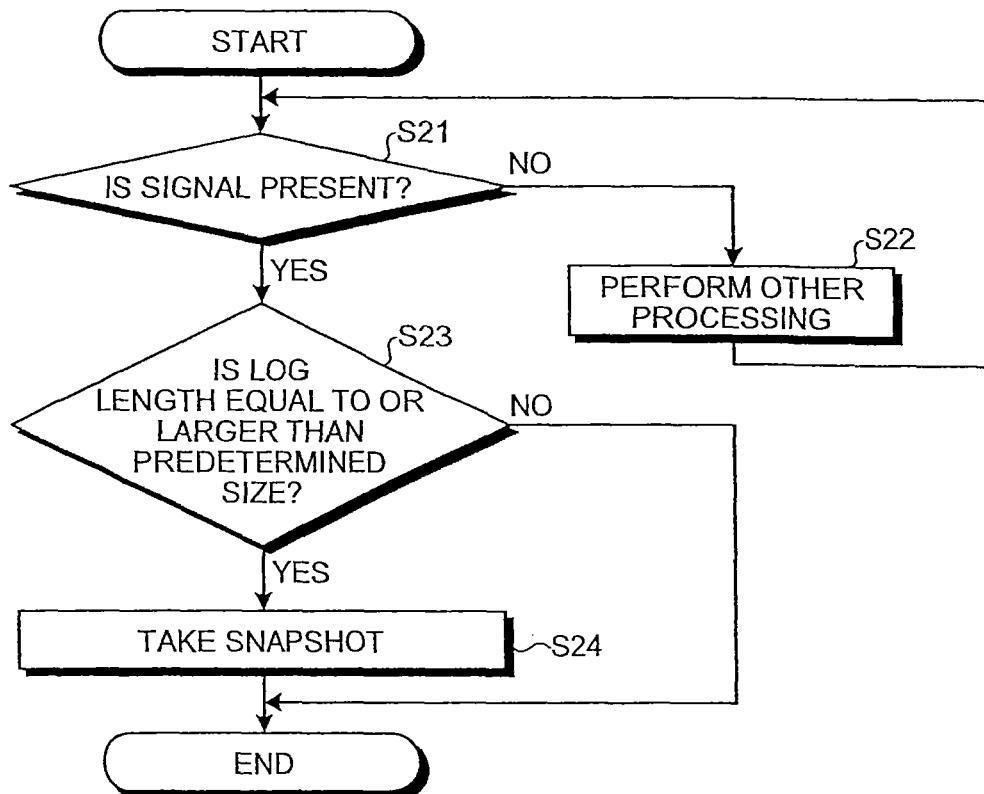 START
S21
IS SIGNAL PRESENT?
NO
YES
S22
PERFORM OTHER
PROCESSING
S23
IS LOG
LENGTH EQUAL TO OR
LARGER THAN
PREDETERMINED
SIZE?
NO
YES
TAKE SNAPSHOT
S24
END